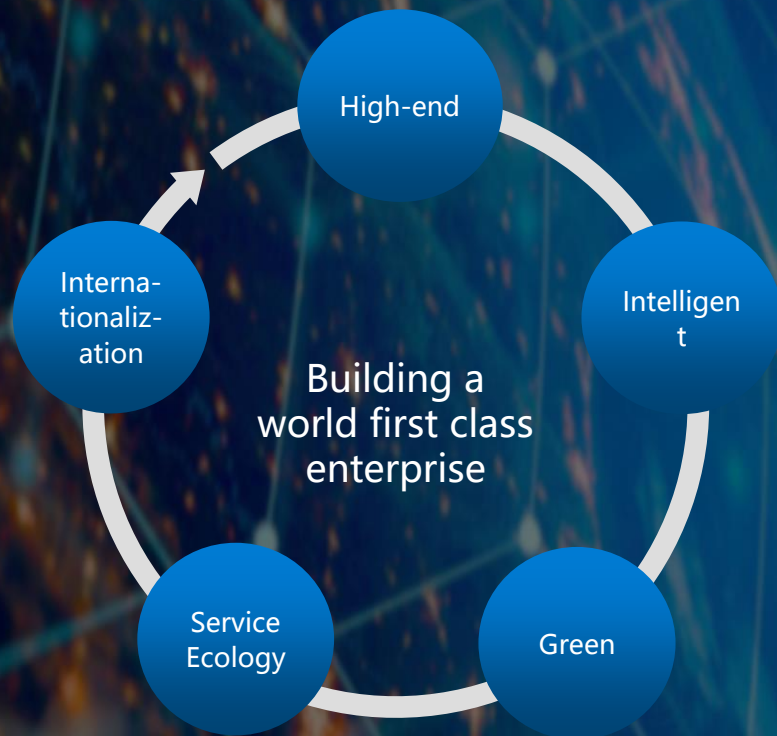 High-end
Intelligen
t
Green
Service
Ecology
Interna-
tionaliz-
ation
Building a
world first class
enterprise